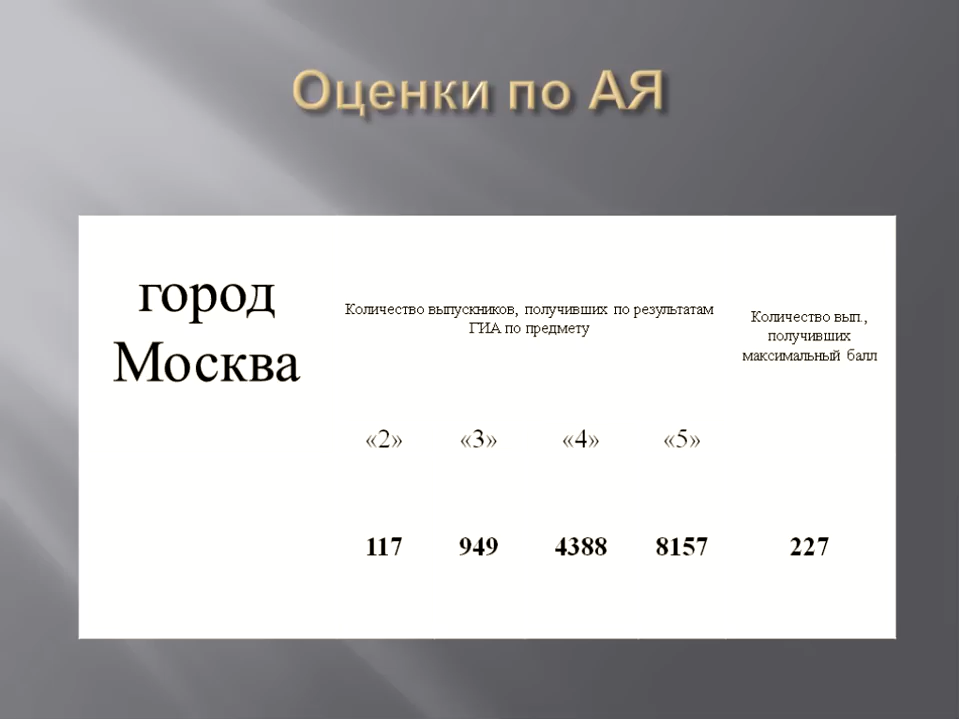 Оценки по АЯ
город
Москва
Количество выпускников, получивших по результатам
ГИА по предмету
Количество вып.,
получивших
максимальный балл
«2» «3» «4» «5»
117 949 4388 8157 227